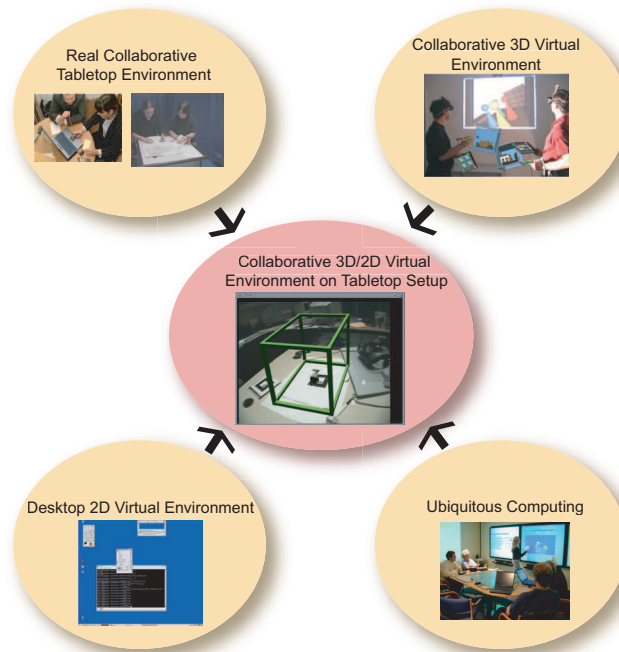 Real Collaborative
Tabletop Environment
Collaborative 3D Virtual
Environment
Collaborative 3D/2D Virtual
Environment on Tabletop Setup
Desktop 2D Virtual Environment
Ubiquitous Computing